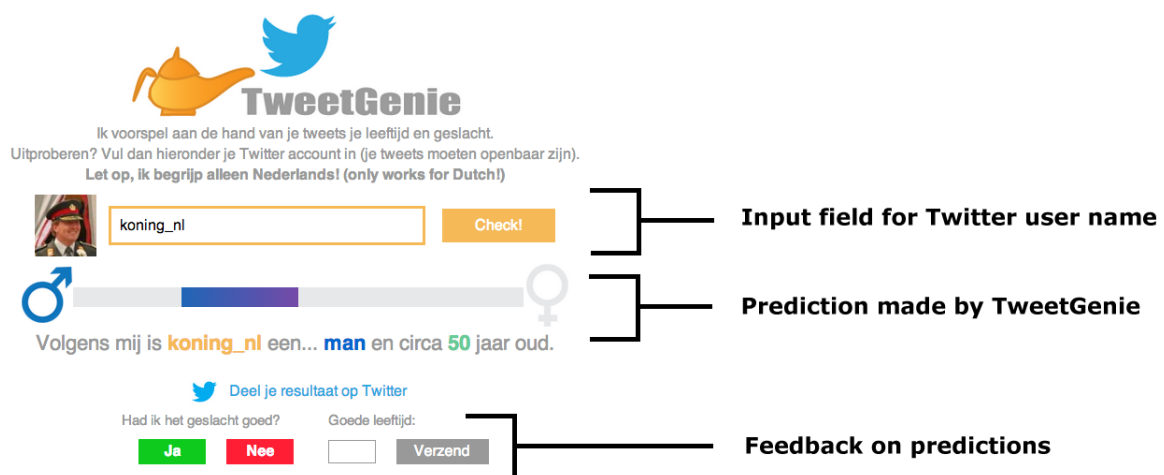 TweetGenie
Ik voorspel aan de hand van je tweets je leeftijd en geslacht.
Uitproberen? Vul dan hieronder je Twitter account in (je tweets moeten openbaar zijn).
Let op, ik begrijp alleen Nederlands! (only works for Dutch!)
koning_nl
Check!
Input field for Twitter user name
Prediction made by TweetGenie
Volgens mij is koning_nl een... man en circa 50 jaar oud.
Deel je resultaat op Twitter
Had ik het geslacht goed?
Goede leeftijd:
Ja
Nee
Verzend
Feedback on predictions